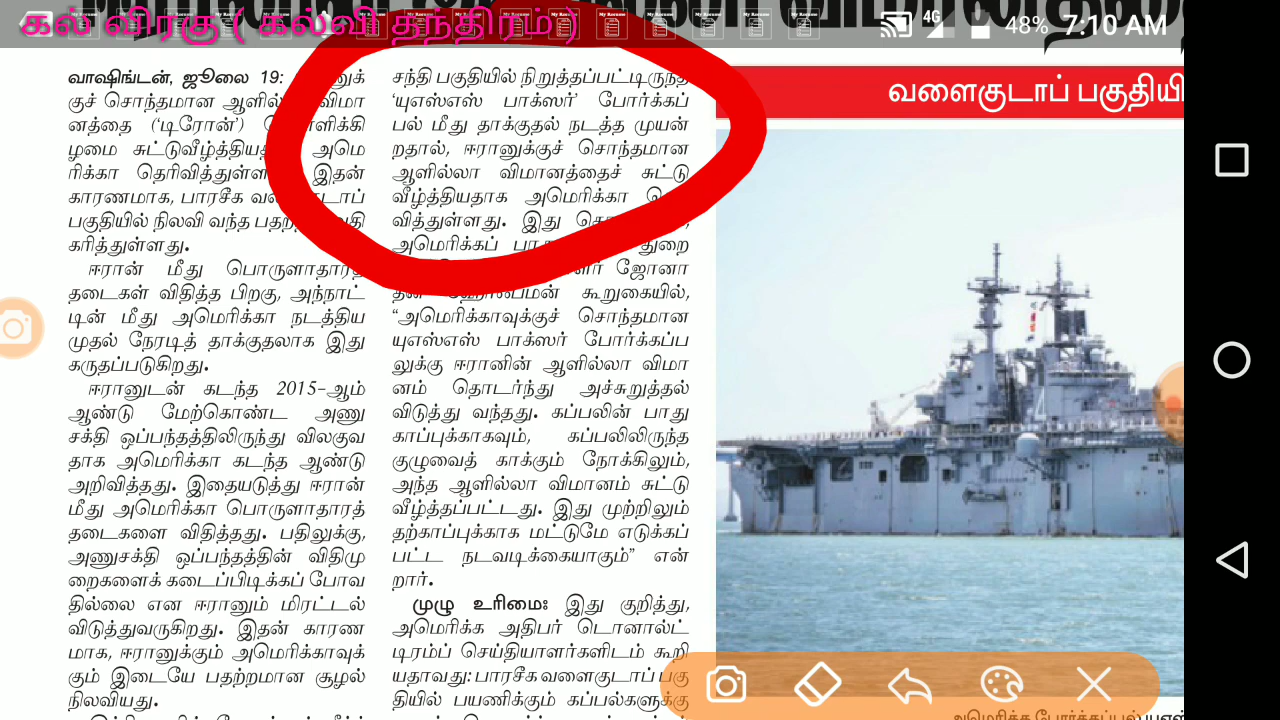 கல் விரகு ( கல்வி தந்திரம்)
4G 48% 7:10 AM
வாஷிங்டன், ஜூலை 19:
குச் சொந்தமான ஆளில்
னத்தை ('டிரோன்')
ழமை சுட்டுவீழ்த்திய அமெ
ரிக்கா இதன்
காரணமாக, பாரசீக
பகுதியில் நிலவி வந்த
கரித்துள்ளது.
ஈரான் மீது பொருளாதாரத்
தடைகள் விதித்த பிறகு, அந்நாட்
டின் மீது அமெரிக்கா நடத்திய
முதல் நேரடித் தாக்குதலாக இது
கருதப்படுகிறது.
ஈரானுடன் கடந்த 2015-ஆம்
ஆண்டு மேற்கொண்ட அணு
சக்தி ஒப்பந்தத்திலிருந்து விலகுவ
தாக அமெரிக்கா கடந்த ஆண்டு
அறிவித்தது. இதையடுத்து ஈரான்
மீது அமெரிக்கா பொருளாதாரத்
தடைகளை விதித்தது. பதிலுக்கு,
அணுசக்தி ஒப்பந்தத்தின் விதிமு
றைகளைக் கடைப்பிடிக்கப் போவ
தில்லை என ஈரானும் மிரட்டல்
விடுத்துவருகிறது. இதன் காரண
மாக, ஈரானுக்கும் அமெரிக்காவுக்
கும் இடையே பதற்றமான சூழல்
நிலவியது.
சந்தி பகுதியில் நிறுத்தப்பட்டிருந்த
'யுஎஸ்எஸ் பாக்ஸர்' போர்க்கப்
பல் மீது தாக்குதல் நடத்த முயன்
றதால், ஈரானுக்குச் சொந்தமான
ஆளில்லா விமானத்தைச் சுட்டு
வீழ்த்தியதாக அமெரிக்கா
வித்துள்ளது. இது
அமெரிக்கப் துறை
ஜோனா
தன் கூறுகையில்,
"அமெரிக்காவுக்குச் சொந்தமான
யுஎஸ்எஸ் பாக்ஸர் போர்க்கப்ப
லுக்கு ஈரானின் ஆளில்லா விமா
னம் தொடர்ந்து அச்சுறுத்தல்
விடுத்து வந்தது. கப்பலின் பாது
காப்புக்காகவும், கப்பலிலிருந்த
குழுவைத் காக்கும் நோக்கிலும்,
அந்த ஆளில்லா விமானம் சுட்டு
வீழ்த்தப்பட்டது. இது முற்றிலும்
தற்காப்புக்காக மட்டுமே எடுக்கப்
பட்ட நடவடிக்கையாகும்" என்
றார்.
முழு உரிமை: இது குறித்து,
அமெரிக்க அதிபர் டொனால்ட்
டிரம்ப் செய்தியாளர்களிடம் கூறி
யதாவது: பாரசீக வளைகுடாப் பகு
தியில் பயணிக்கும் கப்பல்களுக்கு
வளைகுடாப் பகுதியி